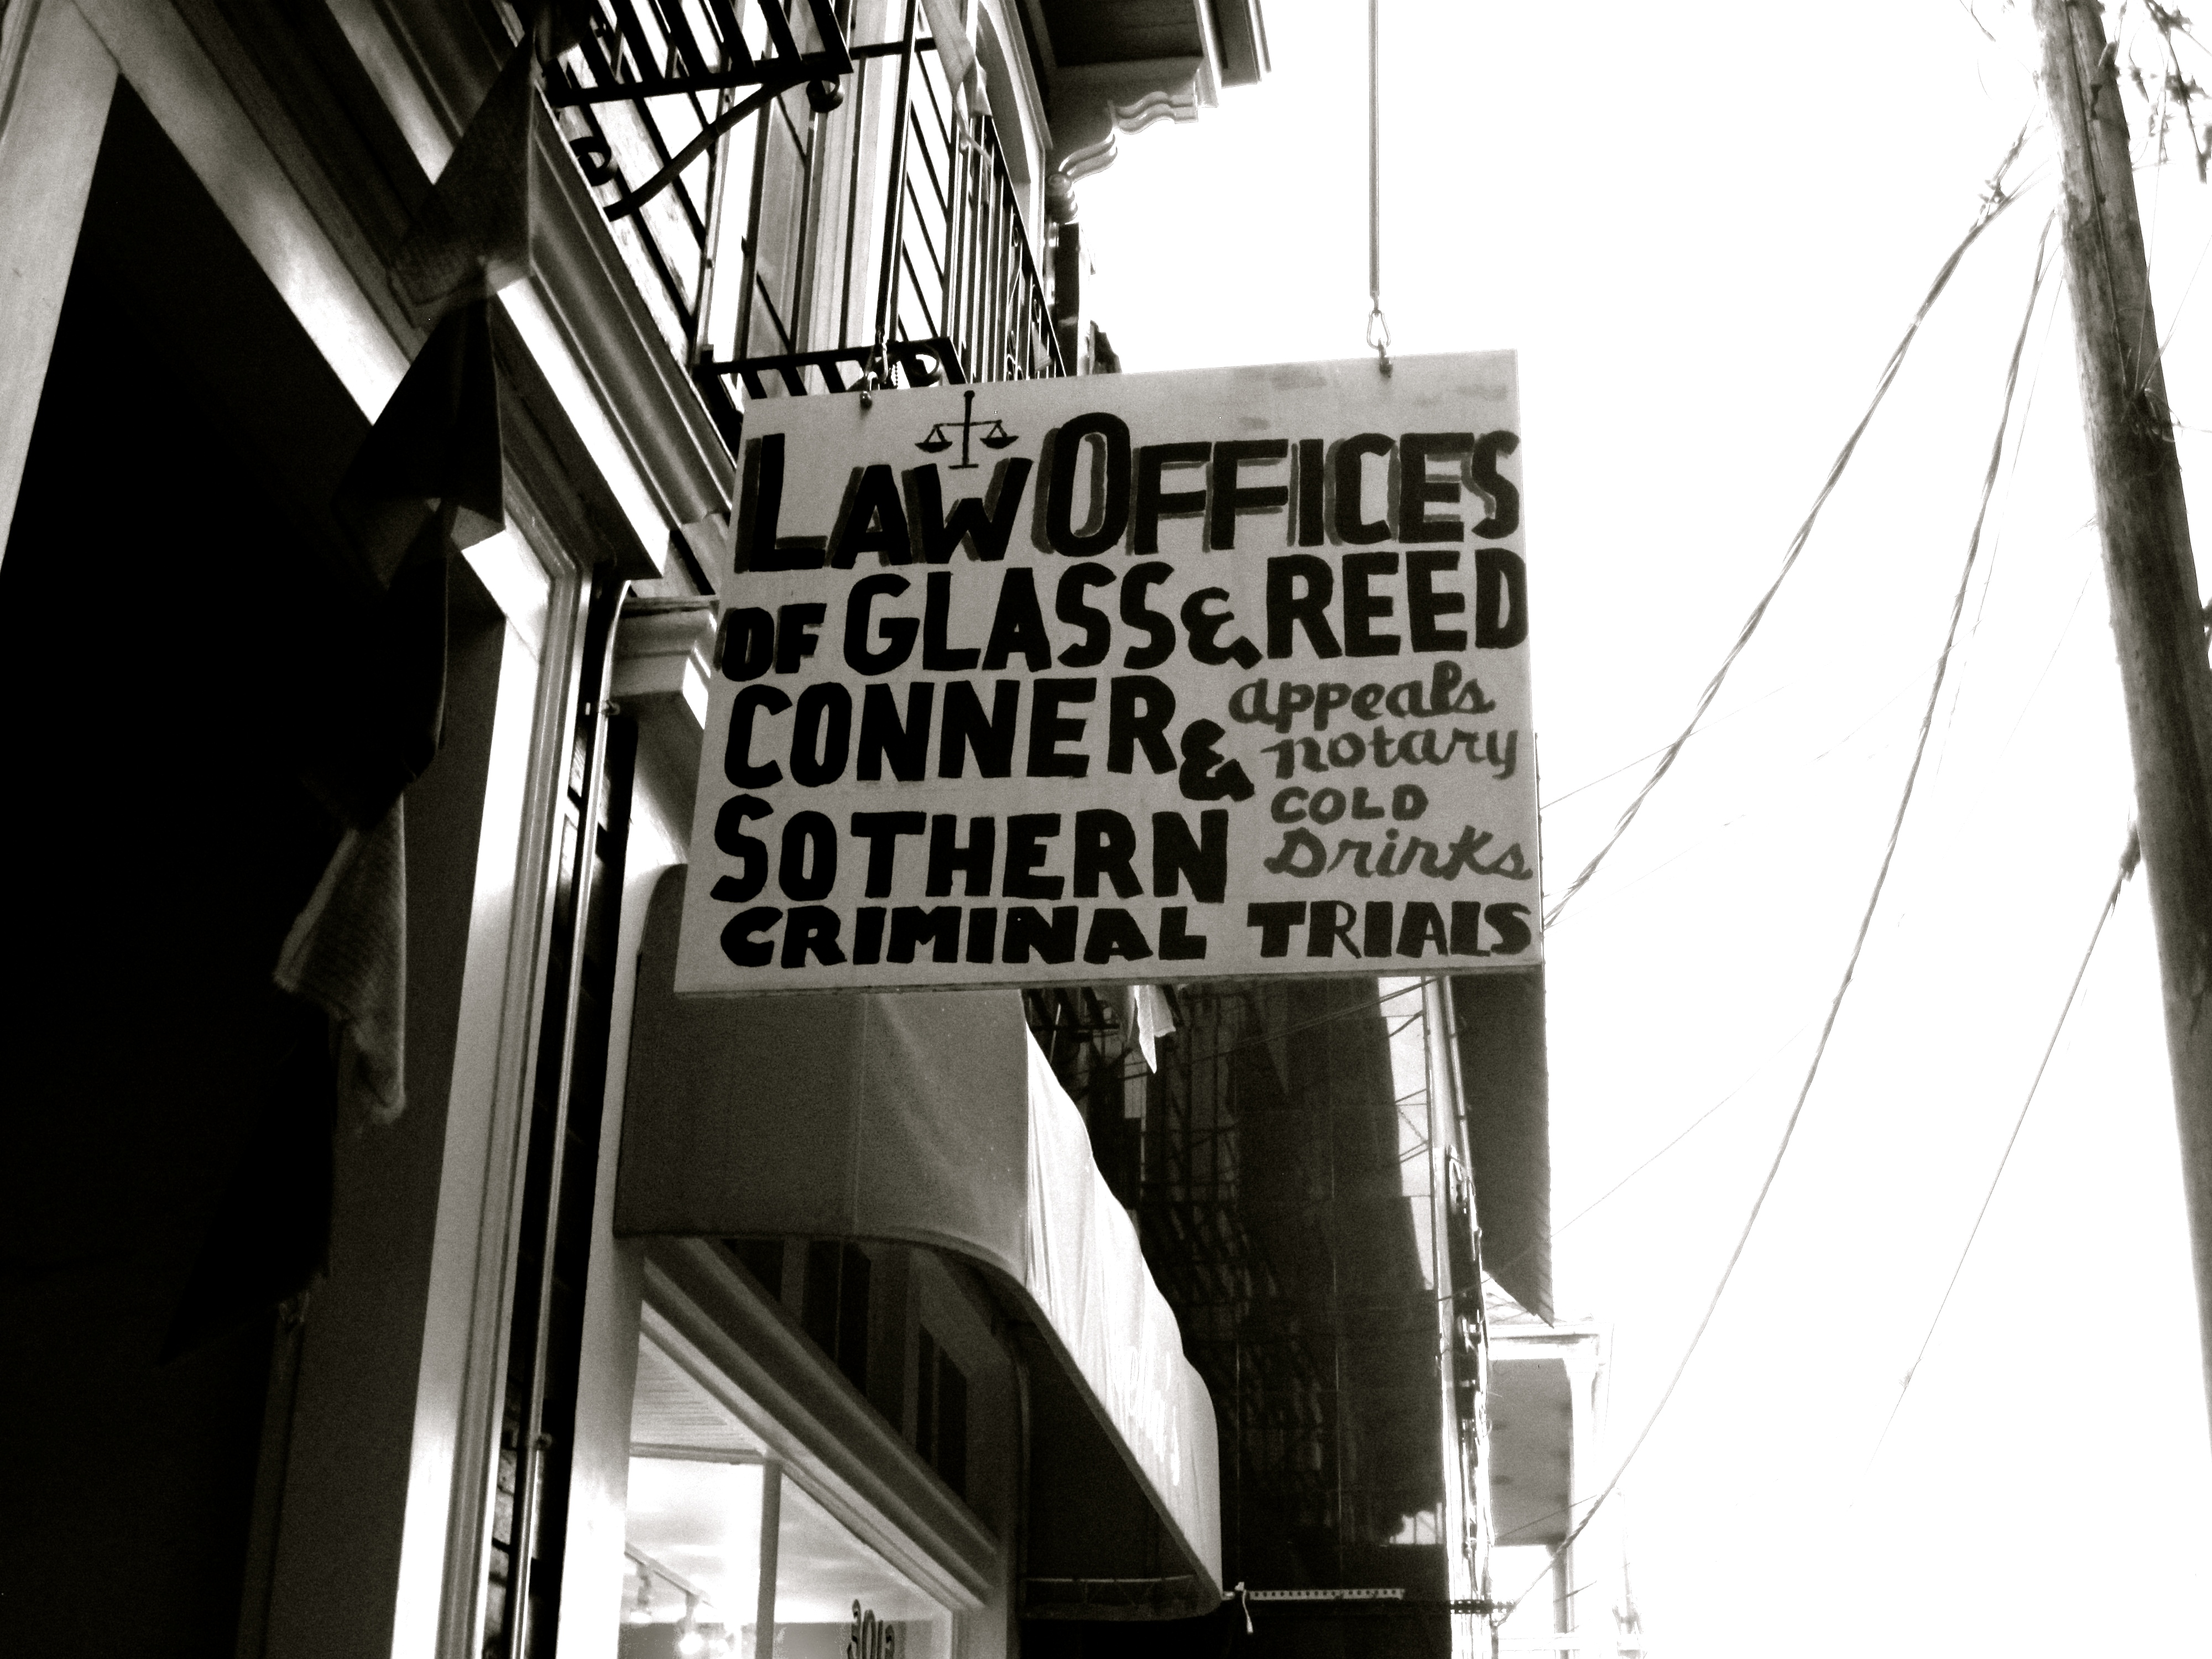 LAW OFFICES
OF GLASS & REED
CONNER &
SOTHERN
appeals
notary
COLD
Drinks
CRIMINAL TRIALS